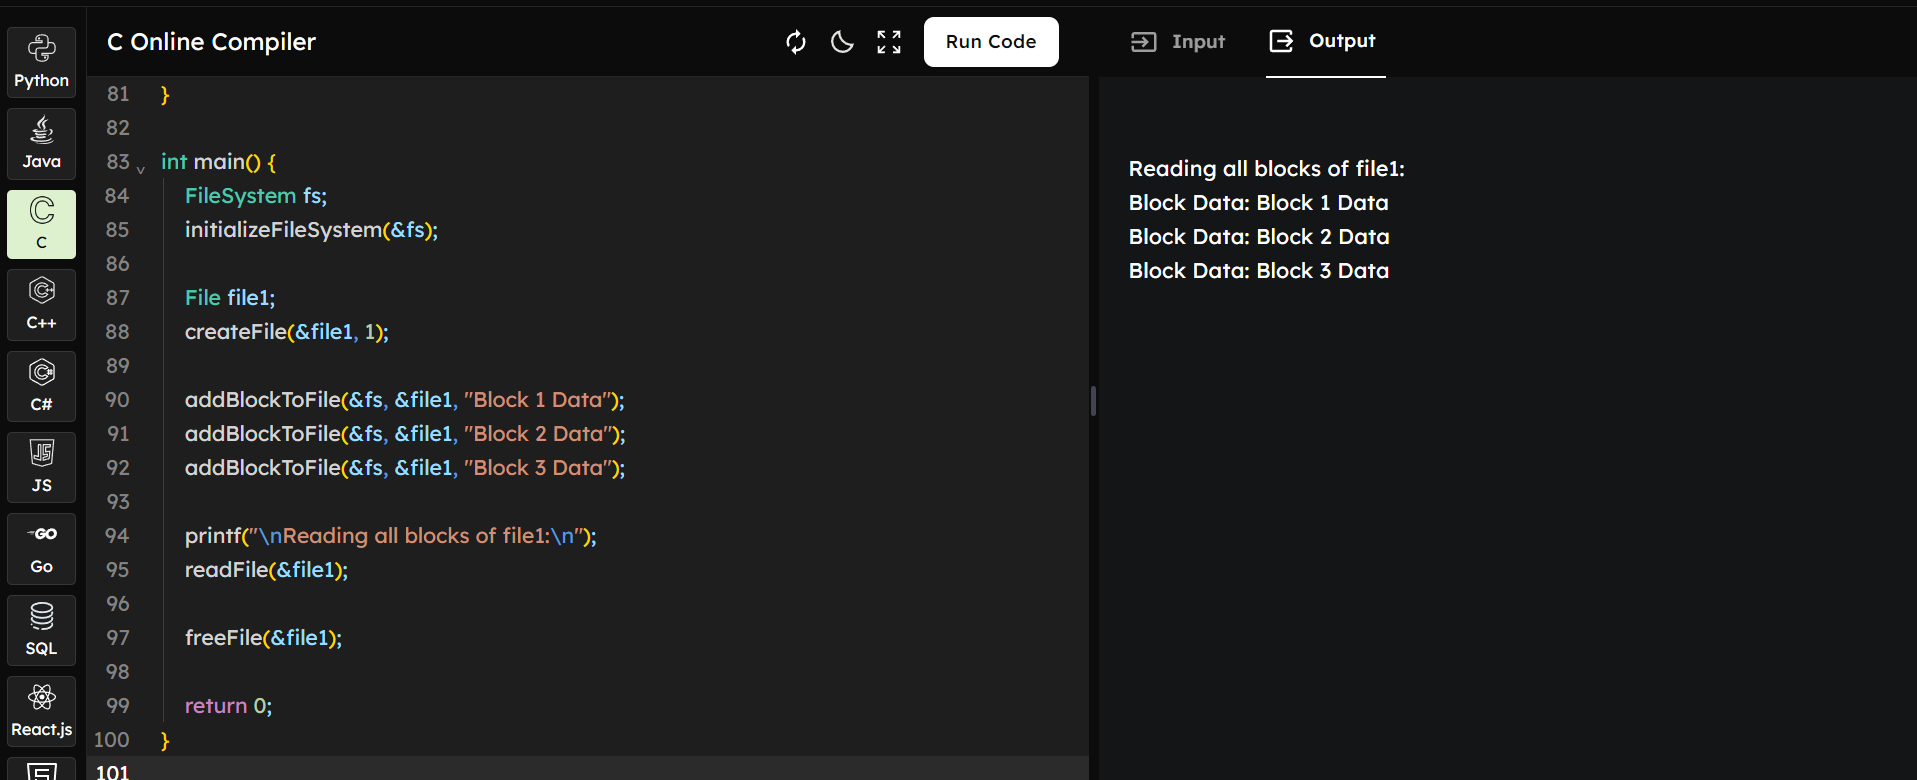 Python
Java
C
C
C++
C++
C#
C#
JS
JS
GO
Go
SQL
React.js
C Online Compiler
Run Code
81 }
82
83 int main() {
84 FileSystem fs;
85 initializeFileSystem(&fs);
86
87 File file1;
88 createFile(&file1, 1);
89
90 addBlockToFile(&fs, &file1, "Block 1 Data");
91 addBlockToFile(&fs, &file1, "Block 2 Data");
92 addBlockToFile(&fs, &file1, "Block 3 Data");
93
94 printf("\nReading all blocks of file1:\n");
95 readFile(&file1);
96
97 freeFile(&file1);
98
99 return 0;
100 }
101
Input
Output
Reading all blocks of file1:
Block Data: Block 1 Data
Block Data: Block 2 Data
Block Data: Block 3 Data